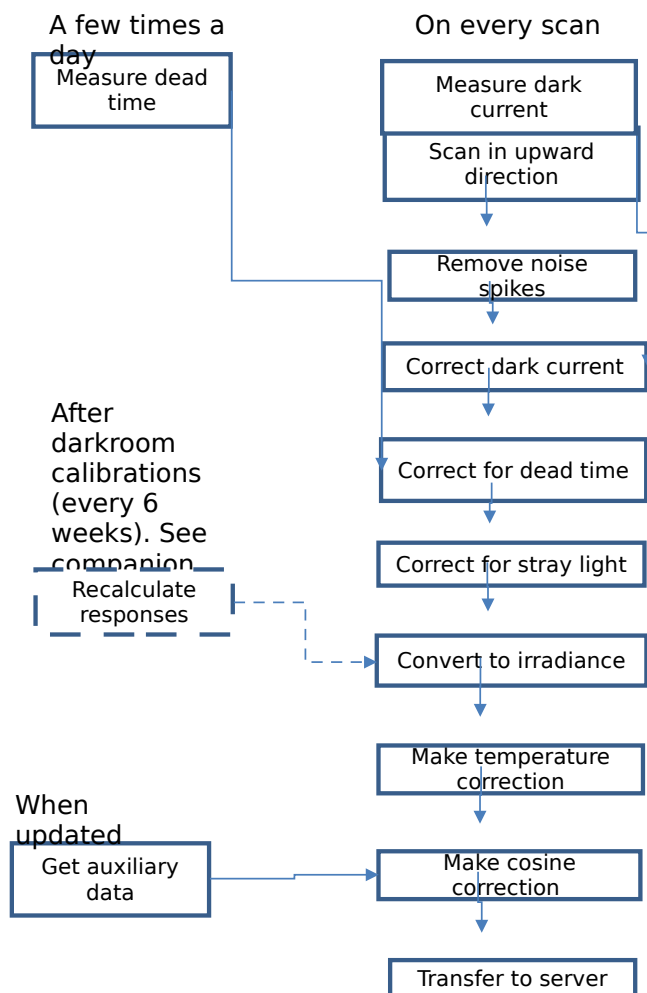 A few times a
day
Measure dead
time
On every scan
Measure dark
current
Scan in upward
direction
Remove noise
spikes
Correct dark current
Correct for dead time
Correct for stray light
After
darkroom
calibrations
(every 6
weeks). See
companion
Recalculate
responses
Convert to irradiance
Make temperature
correction
When
updated
Get auxiliary
data
Make cosine
correction
Transfer to server